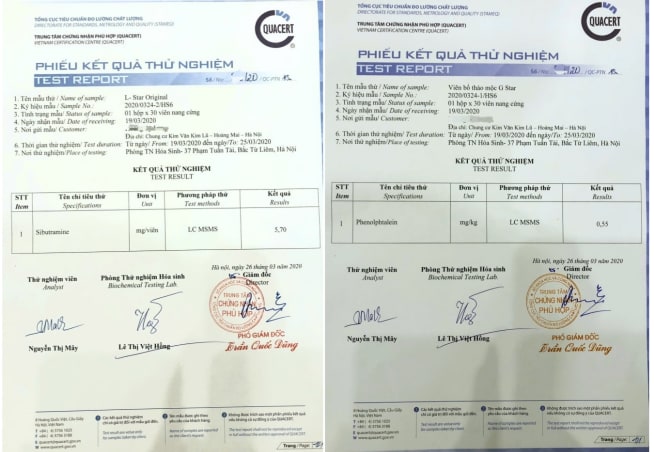 TỔNG CỤC TIÊU CHUẨN ĐO LƯỜNG CHẤT LƯỢNG
DIRECTORATE FOR STANDARDS, METROLOGY AND QUALITY (STAMEQ)
TRUNG TÂM CHỨNG NHẬN PHÙ HỢP (QUACERT)
VIETNAM CERTIFICATION CENTRE (QUACERT)
QUACERT
PHIẾU KẾT QUẢ THỬ NGHIỆM
TEST REPORT
1. Tên mẫu thử / Name of sample: L- Star Original
2. Ký hiệu mẫu / Sample No: 2020/0324-2/HS6
3. Tình trạng mẫu / Status of sample: 01 hộp x 30 viên nang cứng
4. Ngày nhận mẫu / Date of receiving: 19/03/2020
5. Nơi gửi mẫu / Customer:
Địa chỉ: Chung cư Kim Văn Kim Lũ – Hoàng Mai – Hà Nội
6. Thời gian thử nghiệm/ Test duration: Từ ngày/ From: 19/03/2020 đến ngày/To: 25/03/2020
7. Nơi thử nghiệm/Place of testing: Phòng TN Hóa Sinh- 37 Phạm Tuấn Tài, Bắc Từ Liêm, Hà Nội
KẾT QUẢ THỬ NGHIỆM
TEST RESULT
STT Tên chỉ tiêu thử Đơn vị Phương pháp thử Kết quả
Item Specifications Unit Test methods Results
1 Sibutramine mg/viên LC MSMS 5,70
Hà Nội, ngày 26 tháng 03 năm 2020
Thử nghiệm viên Phòng Thử nghiệm Hóa sinh Giám đốc
Analyst Biochemical Testing Lab. Director
TRUNG TÂM
CHỨNG NHẬN
PHÙ HỢP
PHÓ GIÁM ĐỐC
Nguyễn Thị Mây Lê Thị Việt Hồng Trần Quốc Dũng
TỔNG CỤC TIÊU CHUẨN ĐO LƯỜNG CHẤT LƯỢNG
DIRECTORATE FOR STANDARDS, METROLOGY AND QUALITY (STAMEQ)
TRUNG TÂM CHỨNG NHẬN PHÙ HỢP (QUACERT)
VIETNAM CERTIFICATION CENTRE (QUACERT)
QUACERT
PHIẾU KẾT QUẢ THỬ NGHIỆM
TEST REPORT
1. Tên mẫu thử / Name of sample: Viên bổ thảo mộc G Star
2. Ký hiệu mẫu / Sample No: 2020/0324-1/HS6
3. Tình trạng mẫu / Status of sample: 01 hộp x 30 viên nang cứng
4. Ngày nhận mẫu / Date of receiving: 19/03/2020
5. Nơi gửi mẫu / Customer:
Địa chỉ: Chung cư Kim Văn Kim Lũ – Hoàng Mai – Hà Nội
6. Thời gian thử nghiệm/ Test duration: Từ ngày/ From: 19/03/2020 đến ngày/To: 25/03/2020
7. Nơi thử nghiệm/Place of testing: Phòng TN Hóa Sinh- 37 Phạm Tuấn Tài, Bắc Từ Liêm, Hà Nội
KẾT QUẢ THỬ NGHIỆM
TEST RESULT
STT Tên chỉ tiêu thử Đơn vị Phương pháp thử Kết quả
Item Specifications Unit Test methods Results
1 Phenolphtalein mg/kg LC MSMS 0,55
Hà Nội, ngày 26 tháng 03 năm 2020
Thử nghiệm viên Phòng Thử nghiệm Hóa sinh Giám đốc
Analyst Biochemical Testing Lab. Director
TRUNG TÂM
CHỨNG NHẬN
PHÙ HỢP
PHÓ GIÁM ĐỐC
Nguyễn Thị Mây Lê Thị Việt Hồng Trần Quốc Dũng